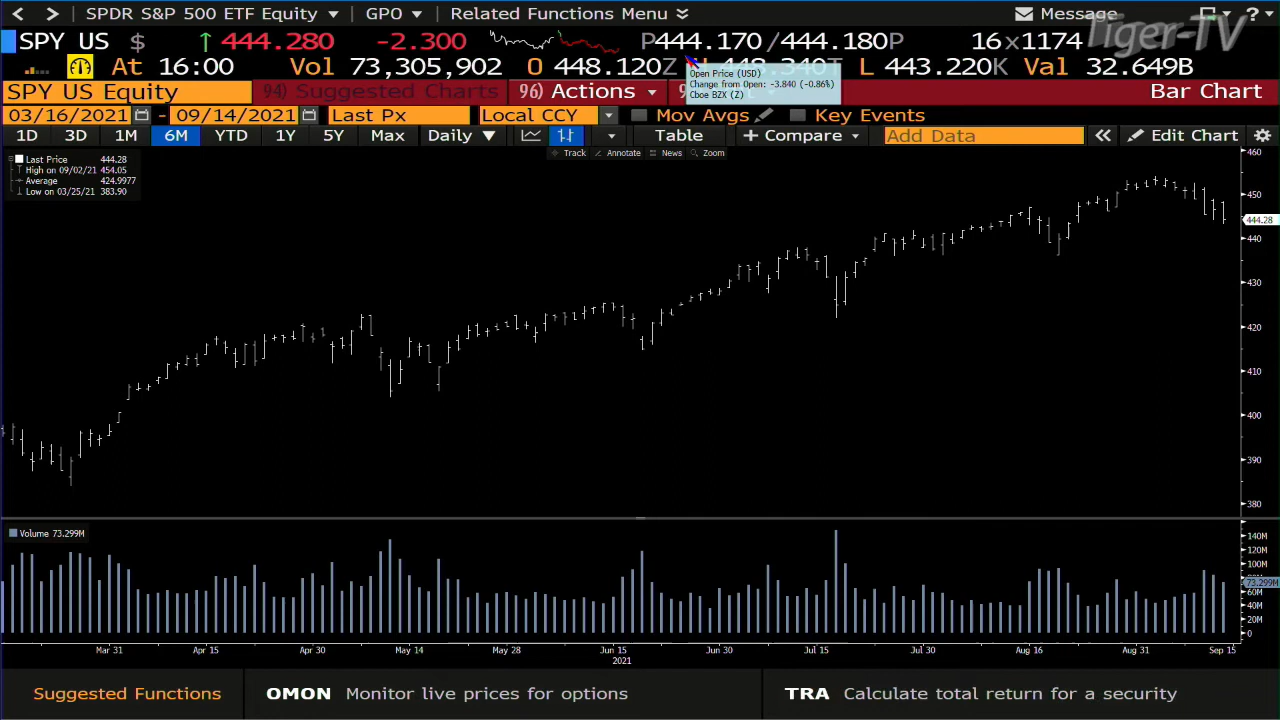 SPDR S&P 500 ETF Equity GPO Related Functions Menu Message ?
Tiger-TV
SPY US $ ↑ 444.280 -2.300 P444.170/444.180P 16x1174
At 16:00 Vol 73,305,902 O 448.120Z 448.340T L 443.220K Val 32.649B
Open Price (USD)
Change from Open: -3.840 (-0.86%)
Cboe BZX (Z)
SPY US Equity 94) Suggested Charts 96) Actions Bar Chart
03/16/2021 - 09/14/2021 Last Px Local CCY Mov Avgs Key Events
1D 3D 1M 6M YTD 1Y 5Y Max Daily ▼ Table + Compare Add Data « Edit Chart
Track Annotate News Zoom
Last Price 444.28
High on 09/02/21 454.05
Average 424.9977
Low on 03/25/21 383.90
460
450
444.28
440
430
420
410
400
390
380
Volume 73.299M
140M
120M
100M
73.299M
60M
40M
20M
0
Mar 31 Apr 15 Apr 30 May 14 May 28 Jun 15 Jun 30 Jul 15 Jul 30 Aug 16 Aug 31 Sep 15
2021
Suggested Functions OMON Monitor live prices for options TRA Calculate total return for a security